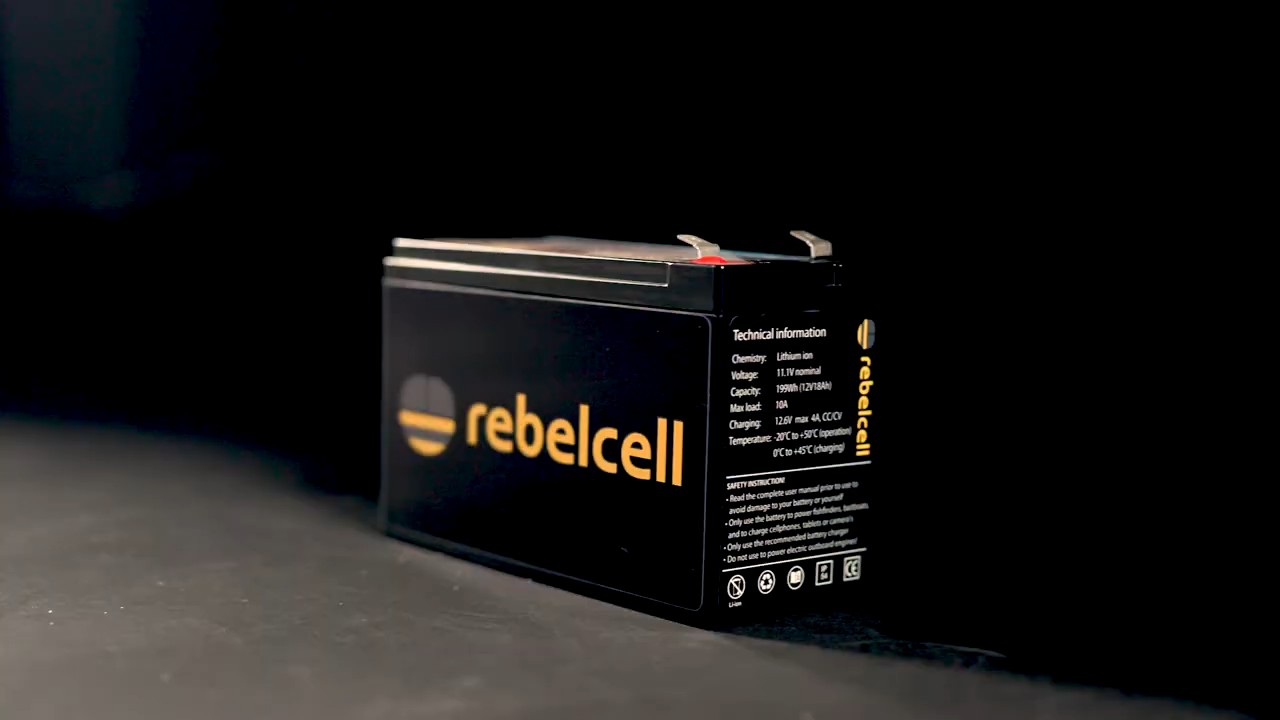 rebelcell
Technical information
Chemistry: Lithium ion
Voltage: 11.1V nominal
Capacity: 199Wh (12V18Ah)
Max load: 10A
Charging: 12.6V max 4A, CC/CV
Temperature: -20°C to +50°C (operation)
0°C to +45°C (charging)
rebelcell
SAFETY INSTRUCTION!
• Read the complete user manual prior to use to
avoid damage to your battery or yourself
• Only use the battery to power fishfinders, baitboats,
and to charge cellphones, tablets or camera's
• Only use the recommended battery charger
• Do not use to power electric outboard engines!
Li-ion
CE